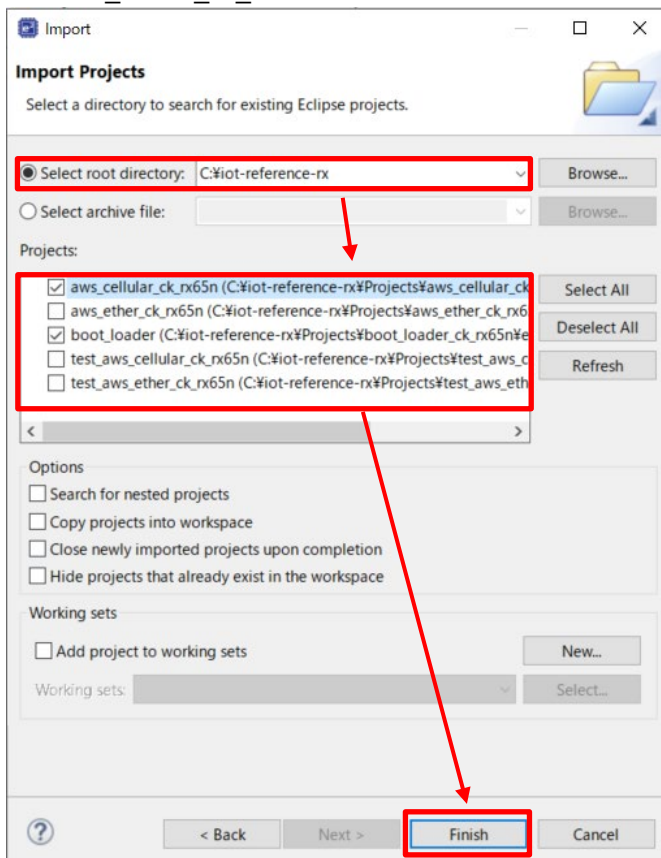 Import
Import Projects
Select a directory to search for existing Eclipse projects.
Select root directory: C:¥iot-reference-rx Browse...
Select archive file: Browse...
Projects:
aws_cellular_ck_rx65n (C:¥iot-reference-rx¥Projects¥aws_cellular_ck Select All
aws_ether_ck_rx65n (C:¥iot-reference-rx¥Projects¥aws_ether_ck_rx6
boot_loader (C:¥iot-reference-rx¥Projects¥boot_loader_ck_rx65n¥e Deselect All
test_aws_cellular_ck_rx65n (C:¥iot-reference-rx¥Projects¥test_aws_c Refresh
test_aws_ether_ck_rx65n (C:¥iot-reference-rx¥Projects¥test_aws_eth
Options
Search for nested projects
Copy projects into workspace
Close newly imported projects upon completion
Hide projects that already exist in the workspace
Working sets
Add project to working sets New...
Working sets: Select...
< Back Next > Finish Cancel